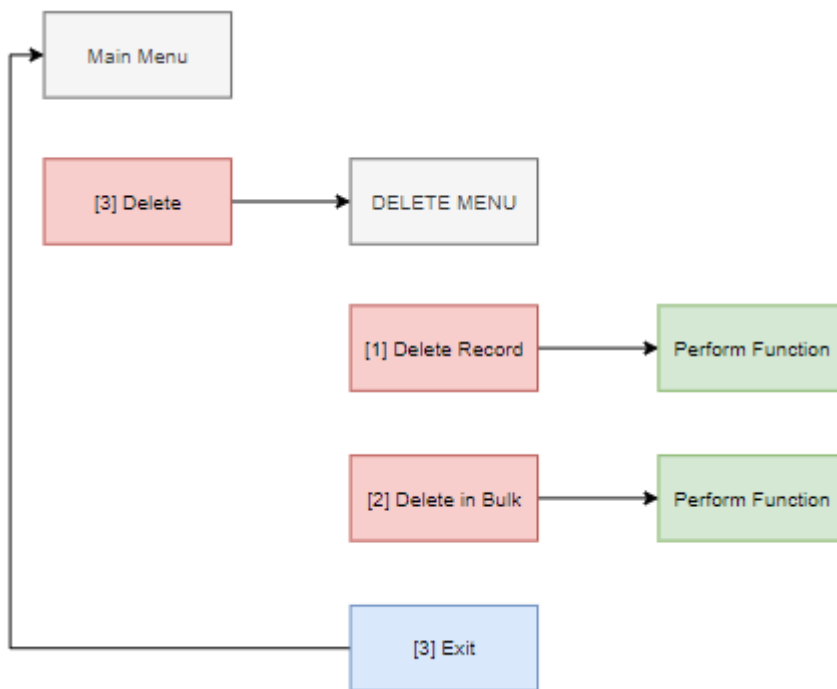 Main Menu
[3] Delete
DELETE MENU
[1] Delete Record
Perform Function
[2] Delete in Bulk
Perform Function
[3] Exit